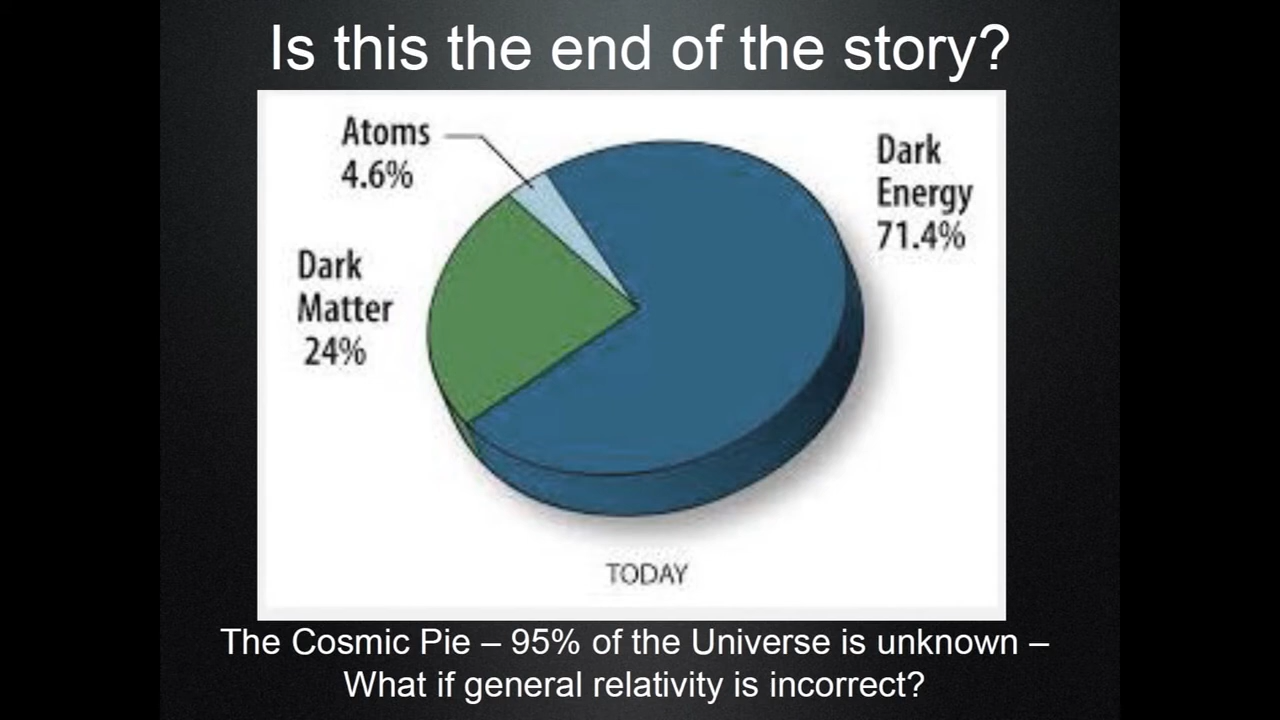 Is this the end of the story?
Atoms
4.6%
Dark
Energy
71.4%
Dark
Matter
24%
TODAY
The Cosmic Pie – 95% of the Universe is unknown –
What if general relativity is incorrect?